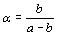 α = b / (a − b)